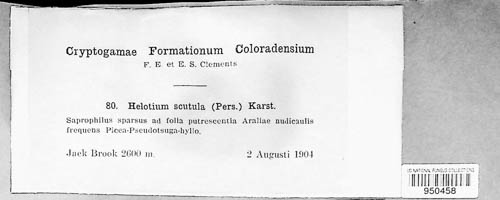 Cryptogamae Formationum Coloradensium
F. E. et E. S. Clements
80. Helotium scutula (Pers.) Karst.
Saprophilus sparsus ad folia putrescentia Araliae nudicaulis
frequens Picea-Pseudotsuga-hylio.
Jack Brook 2600 m. 2 Augusti 1904
US NATIONAL FUNGUS COLLECTIONS
950458